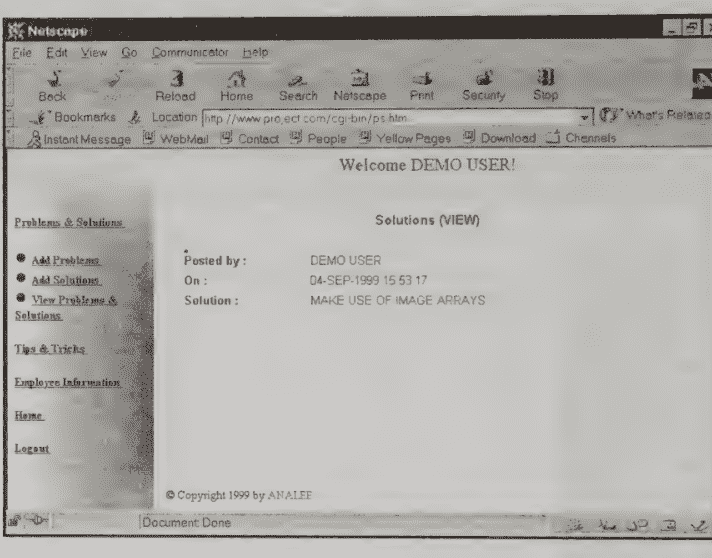 Netscape
File Edit View Go Communicator Help
Back Reload Home Search Netscape Print Security Stop
Bookmarks Location http://www.project.com/cgi-bin/ps.htm What's Related
Instant Message WebMail Contact People Yellow Pages Download Channels
Welcome DEMO USER!
Problems & Solutions
Add Problems
Add Solutions
View Problems &
Solutions
Tips & Tricks
Employee Information
Home
Logout
Solutions (VIEW)
Posted by : DEMO USER
On : 04-SEP-1999 15 53 17
Solution : MAKE USE OF IMAGE ARRAYS
© Copyright 1999 by ANALEE
Document: Done